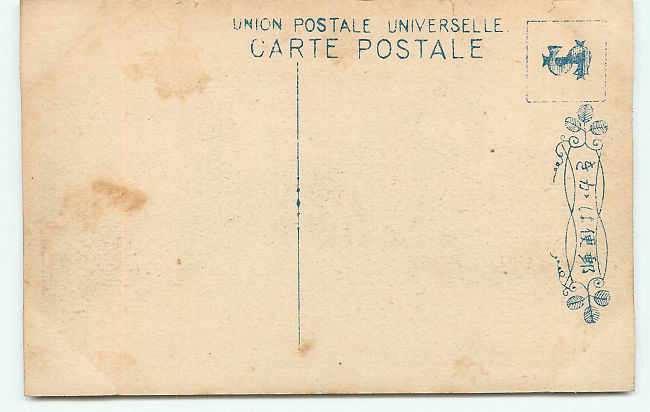 UNION POSTALE UNIVERSELLE.
CARTE POSTALE
きかは便郵